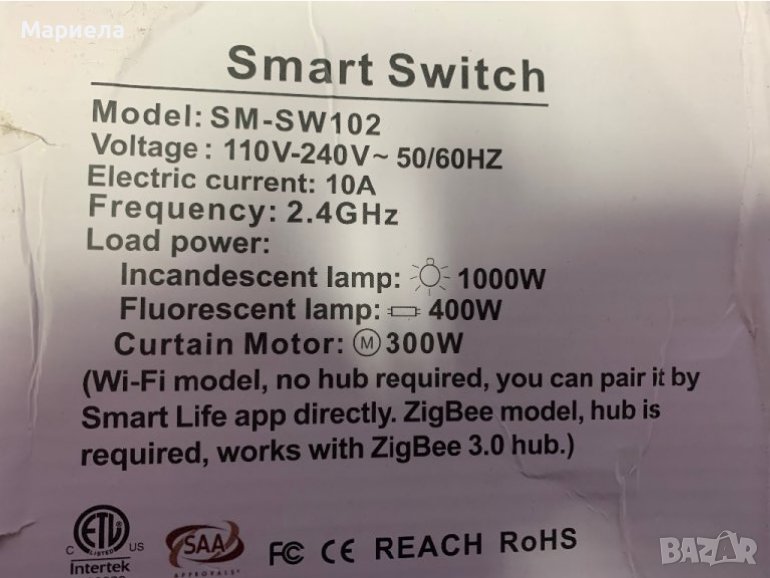 Мариела
Smart Switch
Model: SM-SW102
Voltage : 110V-240V~ 50/60HZ
Electric current: 10A
Frequency: 2.4GHz
Load power:
Incandescent lamp: 1000W
Fluorescent lamp: 400W
Curtain Motor: M 300W
(Wi-Fi model, no hub required, you can pair it by
Smart Life app directly. ZigBee model, hub is
required, works with ZigBee 3.0 hub.)
C ETL LISTED US
Intertek
SAA
APPROVALS
FC CE REACH RoHS
BAZAR